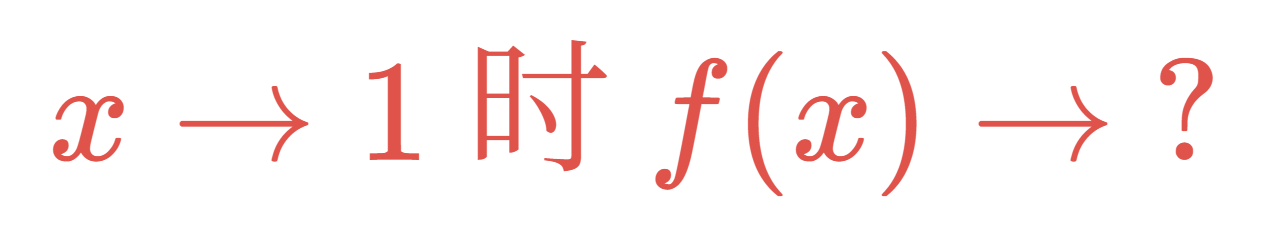 x → 1 时 f(x) → ?